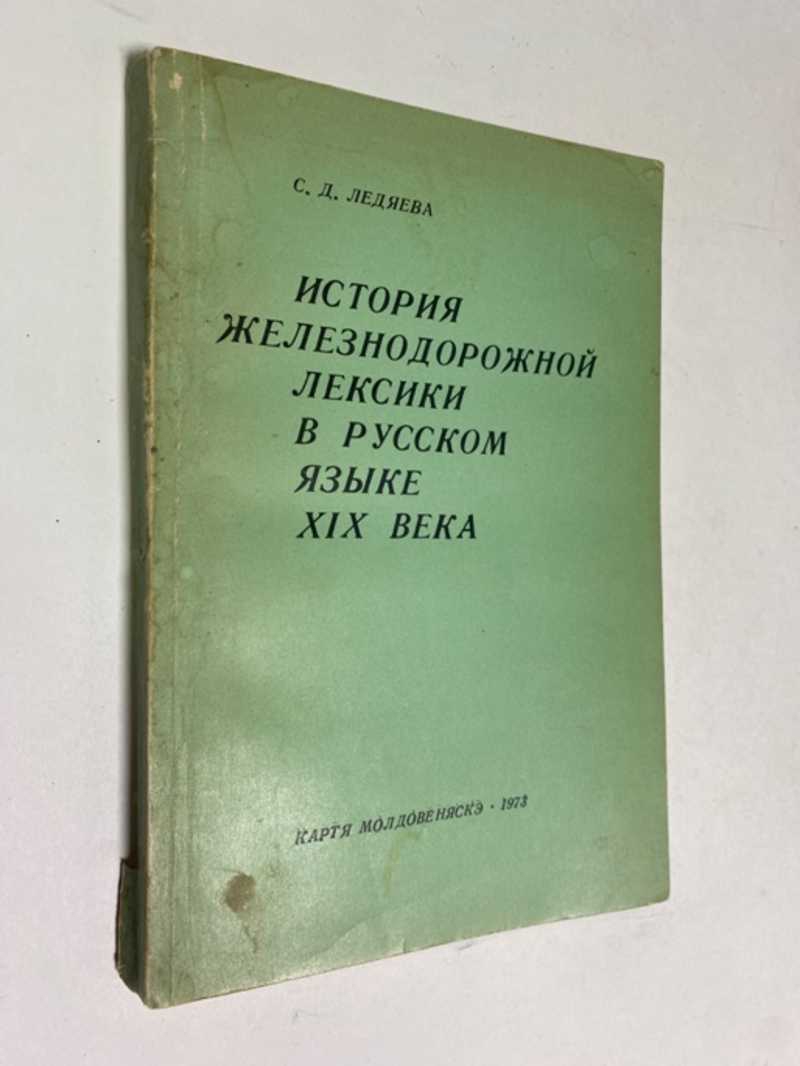 С. Д. ЛЕДЯЕВА
ИСТОРИЯ
ЖЕЛЕЗНОДОРОЖНОЙ
ЛЕКСИКИ
В РУССКОМ
ЯЗЫКЕ
XIX ВЕКА
КАРТЯ МОЛДОВЕНЯСКЭ · 1973